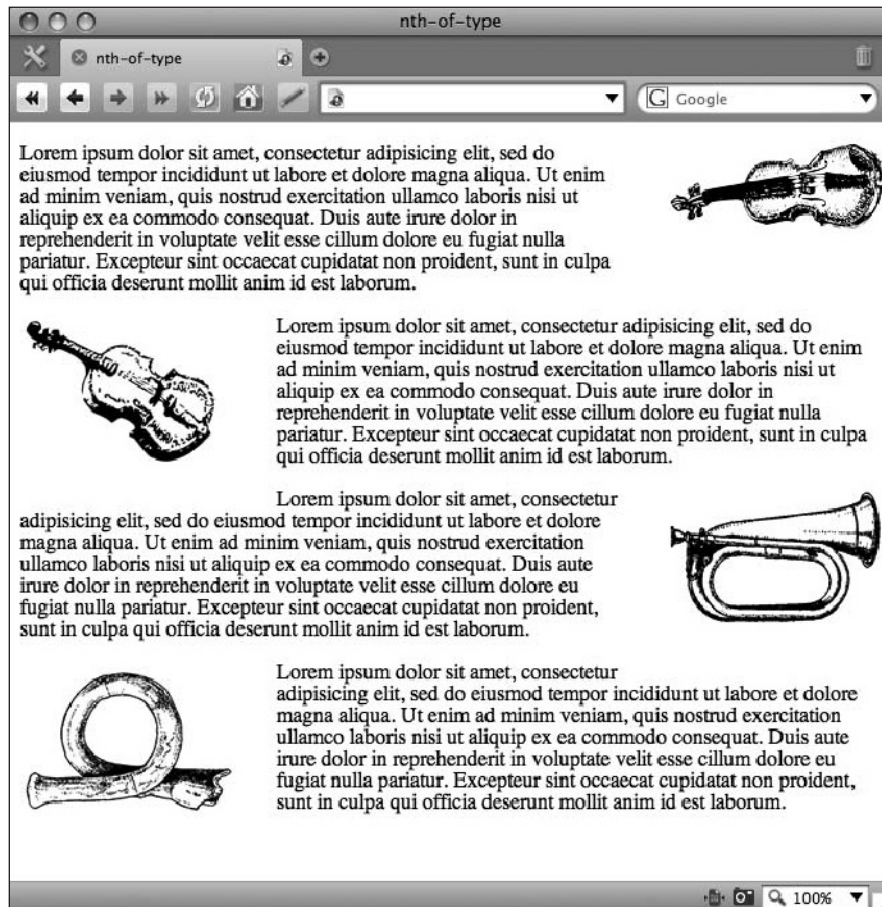 nth-of-type
nth-of-type
G Google
Lorem ipsum dolor sit amet, consectetur adipisicing elit, sed do
eiusmod tempor incididunt ut labore et dolore magna aliqua. Ut enim
ad minim veniam, quis nostrud exercitation ullamco laboris nisi ut
aliquip ex ea commodo consequat. Duis aute irure dolor in
reprehenderit in voluptate velit esse cillum dolore eu fugiat nulla
pariatur. Excepteur sint occaecat cupidatat non proident, sunt in culpa
qui officia deserunt mollit anim id est laborum.
Lorem ipsum dolor sit amet, consectetur adipisicing elit, sed do
eiusmod tempor incididunt ut labore et dolore magna aliqua. Ut enim
ad minim veniam, quis nostrud exercitation ullamco laboris nisi ut
aliquip ex ea commodo consequat. Duis aute irure dolor in
reprehenderit in voluptate velit esse cillum dolore eu fugiat nulla
pariatur. Excepteur sint occaecat cupidatat non proident, sunt in culpa
qui officia deserunt mollit anim id est laborum.
Lorem ipsum dolor sit amet, consectetur
adipisicing elit, sed do eiusmod tempor incididunt ut labore et dolore
magna aliqua. Ut enim ad minim veniam, quis nostrud exercitation
ullamco laboris nisi ut aliquip ex ea commodo consequat. Duis aute
irure dolor in reprehenderit in voluptate velit esse cillum dolore eu
fugiat nulla pariatur. Excepteur sint occaecat cupidatat non proident,
sunt in culpa qui officia deserunt mollit anim id est laborum.
Lorem ipsum dolor sit amet, consectetur
adipisicing elit, sed do eiusmod tempor incididunt ut labore et dolore
magna aliqua. Ut enim ad minim veniam, quis nostrud exercitation
ullamco laboris nisi ut aliquip ex ea commodo consequat. Duis aute
irure dolor in reprehenderit in voluptate velit esse cillum dolore eu
fugiat nulla pariatur. Excepteur sint occaecat cupidatat non proident,
sunt in culpa qui officia deserunt mollit anim id est laborum.
100%